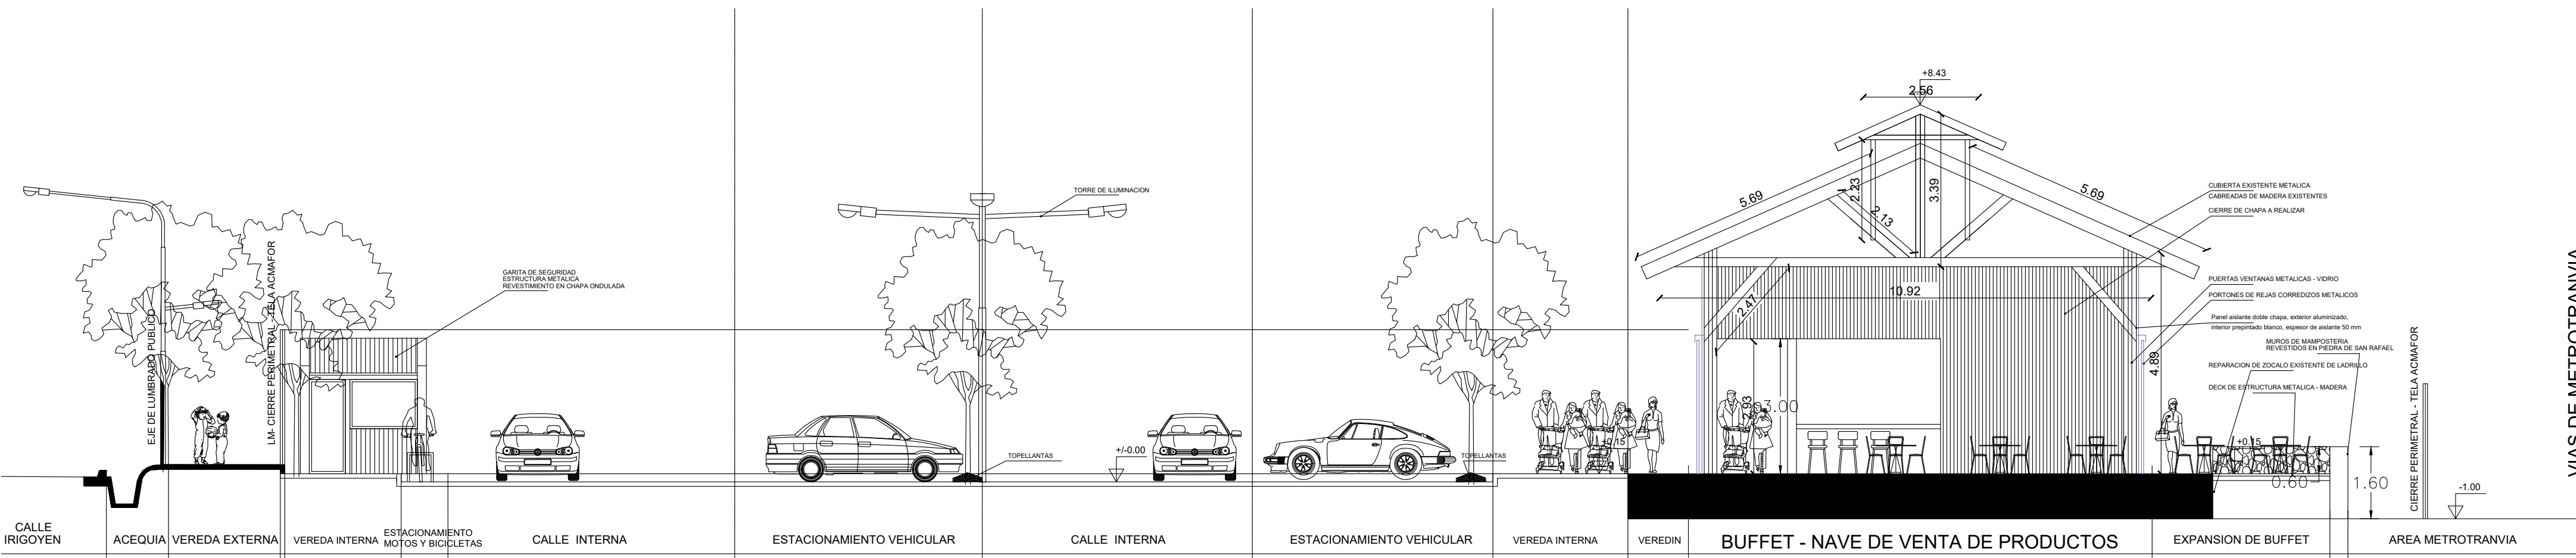 +8.43
2.56
5.69
2.23
3.39
2.13
5.69
CUBIERTA EXISTENTE METALICA
CABREADAS DE MADERA EXISTENTES
CIERRE DE CHAPA A REALIZAR
TORRE DE ILUMINACION
GARITA DE SEGURIDAD
ESTRUCTURA METALICA
REVESTIMIENTO EN CHAPA ONDULADA
EJE DE LUMBRADO PUBLICO
LM- CIERRE PERIMETRAL - TELA ACMAFOR
10.92
2.47
PUERTAS VENTANAS METALICAS - VIDRIO
PORTONES DE REJAS CORREDIZOS METALICOS
Panel aislante doble chapa, exterior aluminizado,
interior prepintado blanco, espesor de aislante 50 mm
MUROS DE MAMPOSTERIA
REVESTIDOS EN PIEDRA DE SAN RAFAEL
REPARACION DE ZOCALO EXISTENTE DE LADRILLO
DECK DE ESTRUCTURA METALICA - MADERA
4.89
2.93
3.00
TOPELLANTAS
+/-0.00
TOPELLANTAS
+0.15
+0.15
0.60
1.60
CIERRE PERIMETRAL - TELA ACMAFOR
-1.00
VIAS DE METROTRANVIA
CALLE
IRIGOYEN
ACEQUIA
VEREDA EXTERNA
VEREDA INTERNA
ESTACIONAMIENTO
MOTOS Y BICICLETAS
CALLE INTERNA
ESTACIONAMIENTO VEHICULAR
CALLE INTERNA
ESTACIONAMIENTO VEHICULAR
VEREDA INTERNA
VEREDIN
BUFFET - NAVE DE VENTA DE PRODUCTOS
EXPANSION DE BUFFET
AREA METROTRANVIA